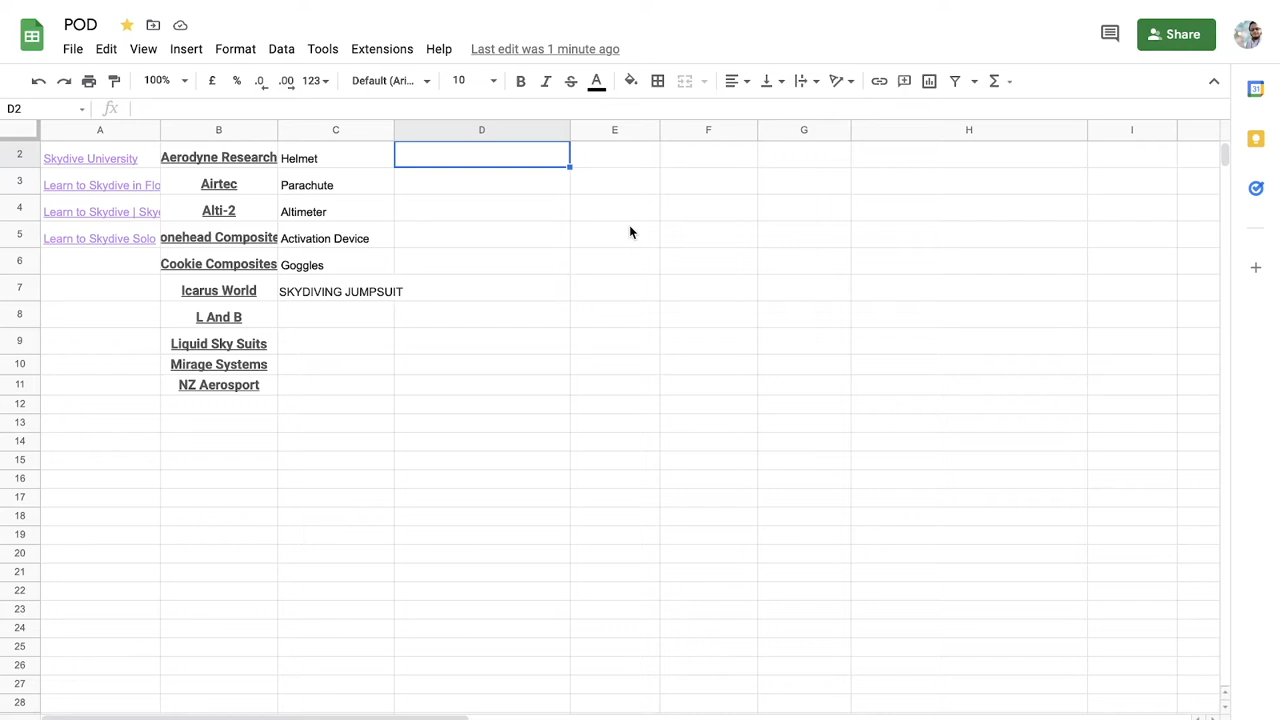 POD
File Edit View Insert Format Data Tools Extensions Help Last edit was 1 minute ago
Share
100% £ % .0 .00 123 Default (Ari... 10 B I S A Σ
D2 fx
A B C D E F G H I
2 Skydive University Aerodyne Research Helmet
3 Learn to Skydive in Flo Airtec Parachute
4 Learn to Skydive | Sky Alti-2 Altimeter
5 Learn to Skydive Solo onehead Composite Activation Device
6 Cookie Composites Goggles
7 Icarus World SKYDIVING JUMPSUIT
8 L And B
9 Liquid Sky Suits
10 Mirage Systems
11 NZ Aerosport
12
13
14
15
16
17
18
19
20
21
22
23
24
25
26
27
28
31